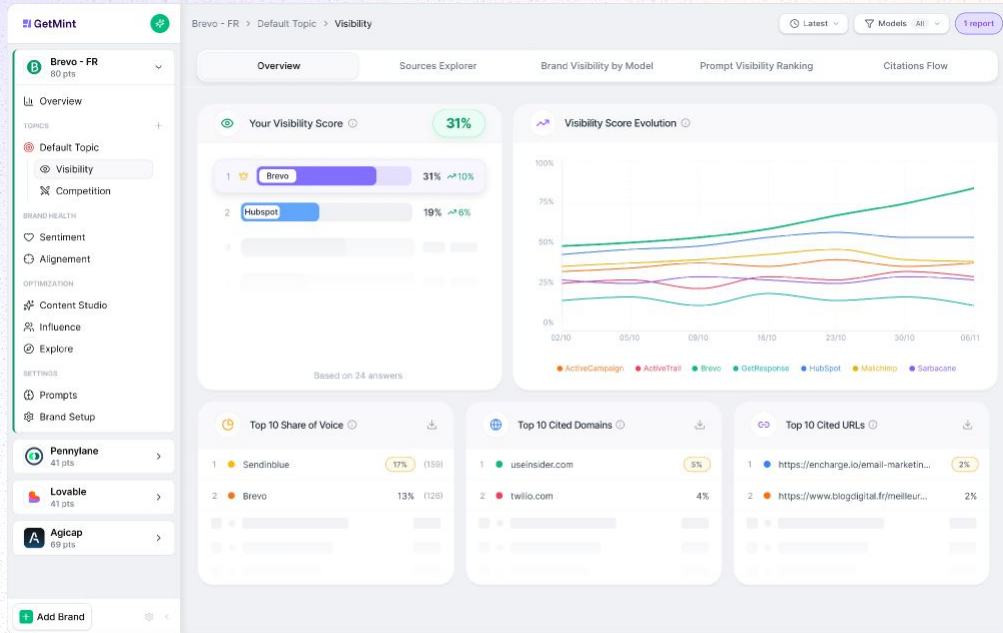 GetMint
Brevo - FR > Default Topic > Visibility
Latest
Models All
1 report
Brevo - FR
80 pts
Overview
TOPICS
Default Topic
Visibility
Competition
BRAND HEALTH
Sentiment
Alignement
OPTIMIZATION
Content Studio
Influence
Explore
SETTINGS
Prompts
Brand Setup
Pennylane
41 pts
Lovable
41 pts
Agicap
69 pts
Add Brand
Overview
Sources Explorer
Brand Visibility by Model
Prompt Visibility Ranking
Citations Flow
Your Visibility Score
31%
1 Brevo 31% 10%
2 Hubspot 19% 6%
Based on 24 answers
Visibility Score Evolution
100%
75%
50%
25%
0%
02/10 05/10 09/10 16/10 23/10 30/10 06/11
ActiveCampaign ActiveTrail Brevo GetResponse HubSpot Mailchimp Sarbacane
Top 10 Share of Voice
1 Sendinblue 17% (159)
2 Brevo 13% (126)
Top 10 Cited Domains
1 useinsider.com 5%
2 twilio.com 4%
Top 10 Cited URLs
1 https://encharge.io/email-marketin... 2%
2 https://www.blogdigital.fr/meilleur... 2%